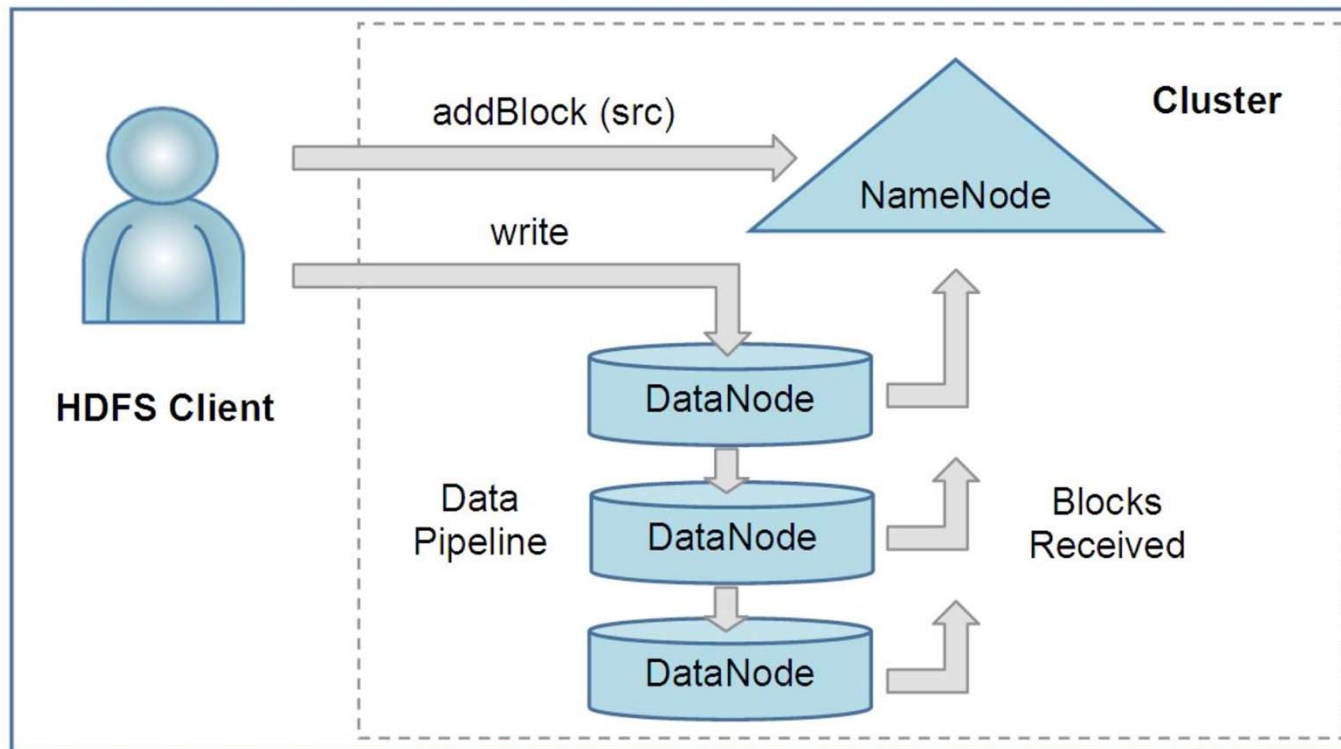 addBlock (src)
Cluster
NameNode
write
HDFS Client
DataNode
Data
Pipeline
DataNode
Blocks
Received
DataNode